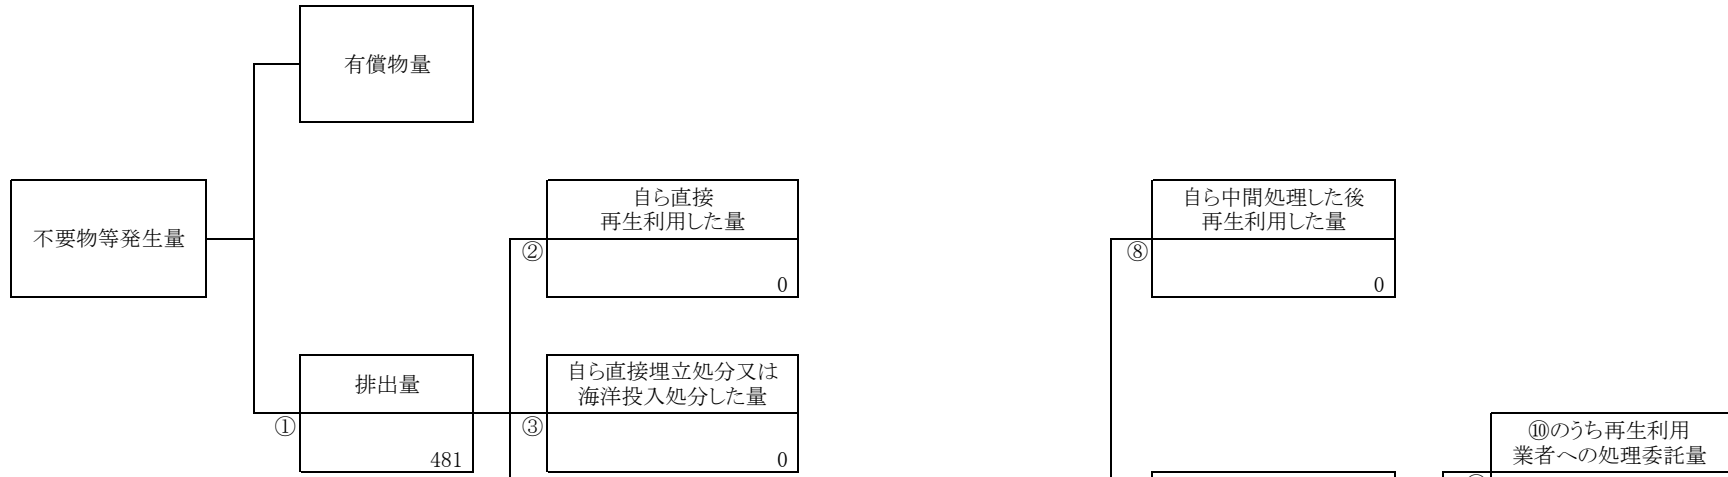 有償物量
不要物等発生量
自ら直接
再生利用した量
②
0
自ら中間処理した後
再生利用した量
⑧
0
排出量
①
481
自ら直接埋立処分又は
海洋投入処分した量
③
0
⑩のうち再生利用
業者への処理委託量